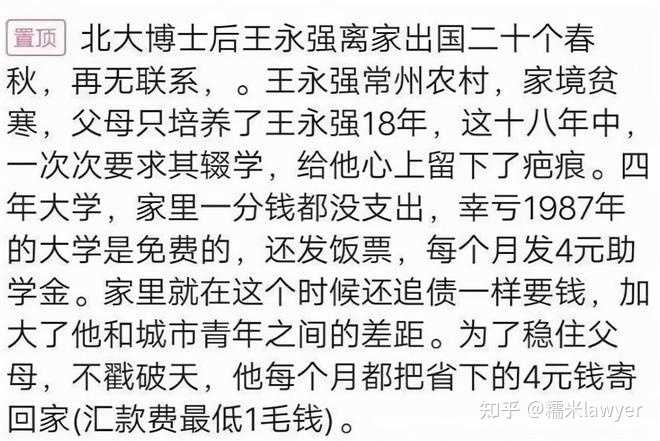 置顶 北大博士后王永强离家出国二十个春
秋，再无联系，。王永强常州农村，家境贫
寒，父母只培养了王永强18年，这十八年中，
一次次要求其辍学，给他心上留下了疤痕。四
年大学，家里一分钱都没支出，幸亏1987年
的大学是免费的，还发饭票，每个月发4元助
学金。家里就在这个时候还追债一样要钱，加
大了他和城市青年之间的差距。为了稳住父
母，不戳破天，他每个月都把省下的4元钱寄
回家(汇款费最低1毛钱)。
知乎 @糯米lawyer